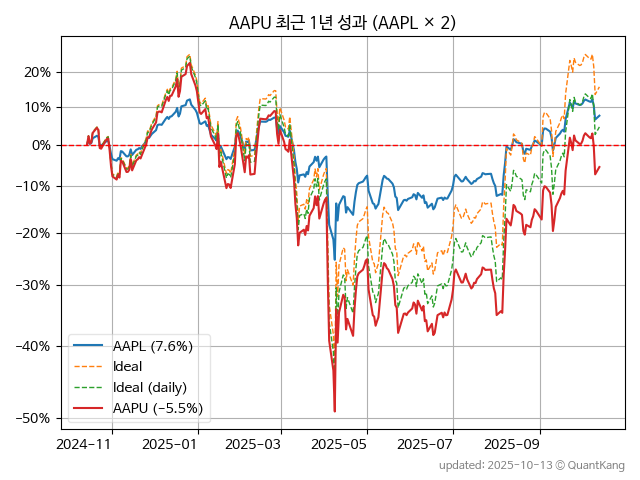 AAPU 최근 1년 성과 (AAPL × 2)
20%
10%
0%
−10%
−20%
−30%
−40%
−50%
AAPL (7.6%)
Ideal
Ideal (daily)
AAPU (−5.5%)
2024-11
2025-01
2025-03
2025-05
2025-07
2025-09
updated: 2025-10-13 © QuantKang